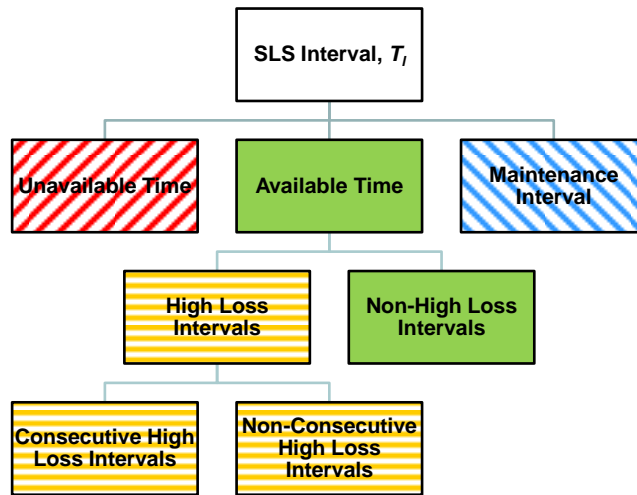 SLS Interval, T_I
Unavailable Time
Available Time
Maintenance
Interval
High Loss
Intervals
Non-High Loss
Intervals
Consecutive High
Loss Intervals
Non-Consecutive
High Loss
Intervals